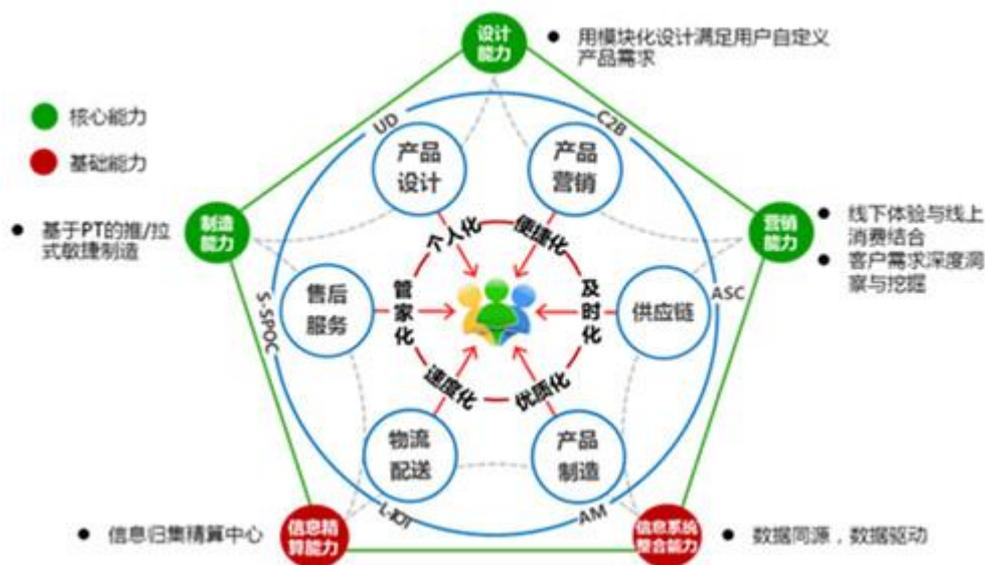 设计
能力
● 用模块化设计满足用户自定义
产品需求
核心能力
基础能力
UD
C2B
产品
设计
产品
营销
制造
能力
● 基于PT的推/拉
式敏捷制造
营销
能力
● 线下体验与线上
消费结合
● 客户需求深度洞
察与挖掘
个人化
便捷化
管家化
及时化
速度化
优质化
售后
服务
供应链
S-SPOC
ASC
物流
配送
产品
制造
AM
信息精
算能力
● 信息归集精算中心
信息系统
整合能力
● 数据同源，数据驱动